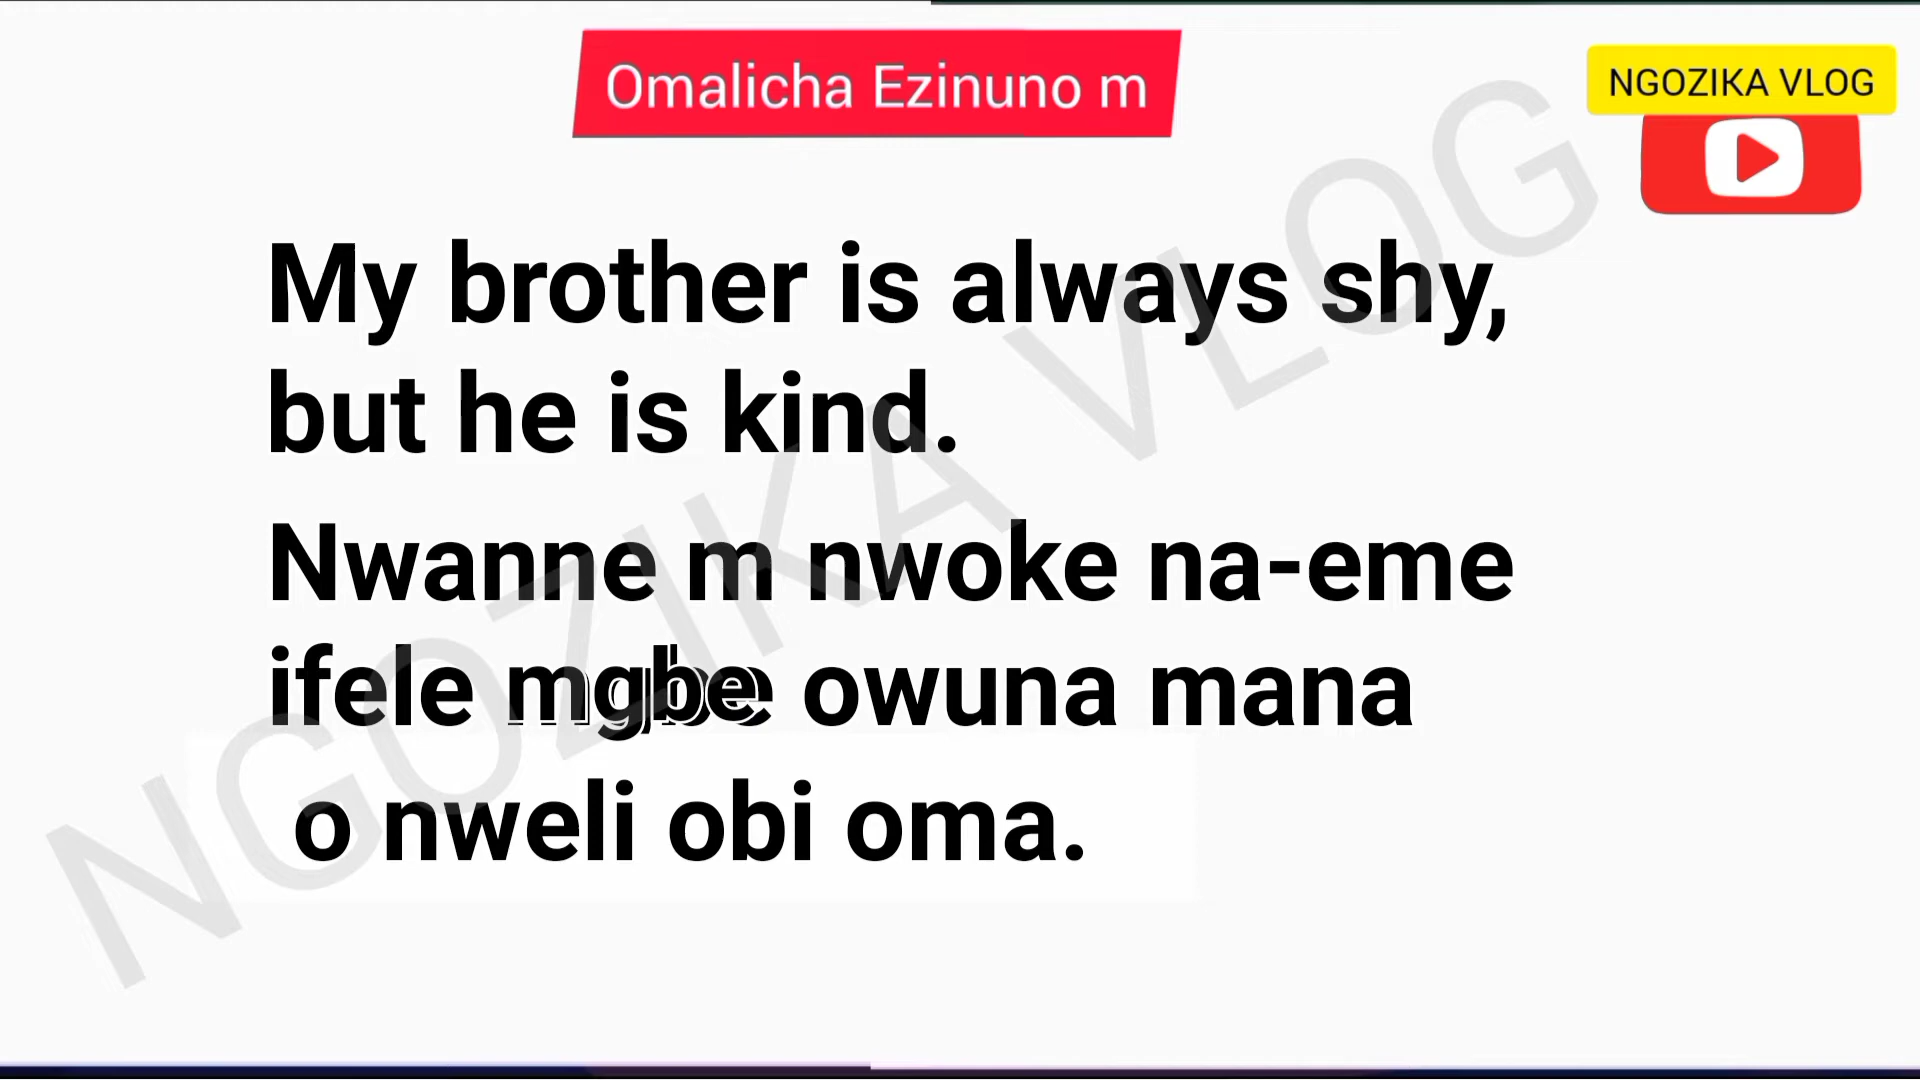 Omalicha Ezinuno m
NGOZIKA VLOG
My brother is always shy,
but he is kind.
Nwanne m nwoke na-eme
ifele mgbe owuna mana
o nweli obi oma.
NGOZIKA VLOG